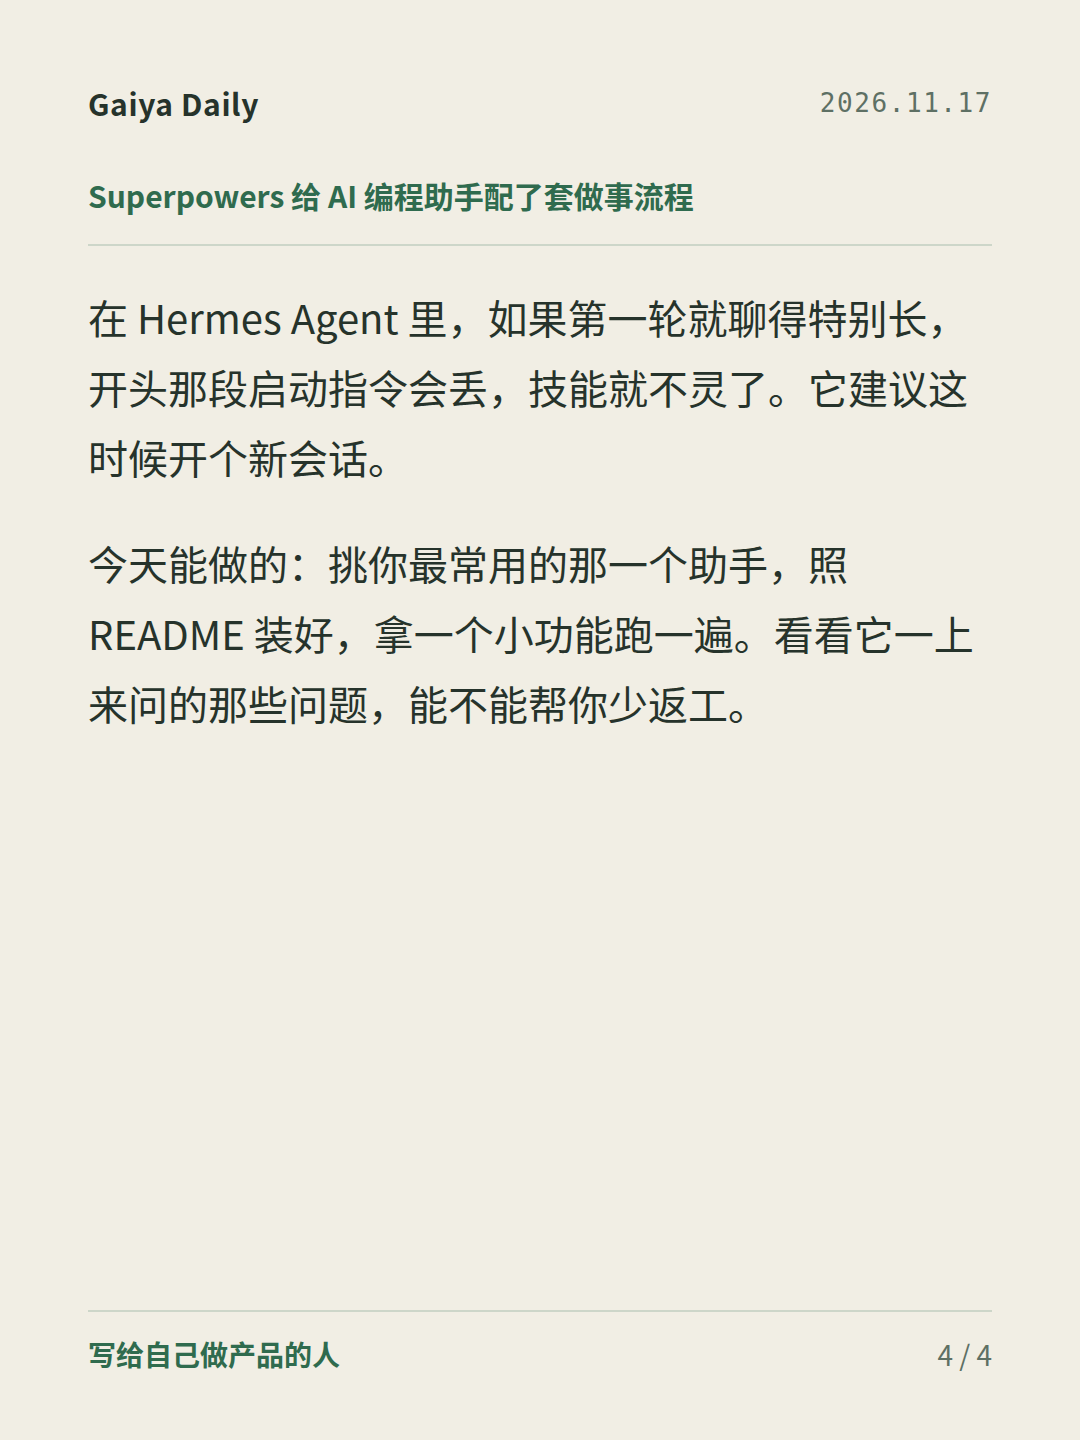 Gaiya Daily
2026.11.17
Superpowers 给 AI 编程助手配了套做事流程
在 Hermes Agent 里，如果第一轮就聊得特别长，
开头那段启动指令会丢，技能就不灵了。它建议这
时候开个新会话。
今天能做的：挑你最常用的那一个助手，照
README 装好，拿一个小功能跑一遍。看看它一上
来问的那些问题，能不能帮你少返工。
写给自己做产品的人
4 / 4